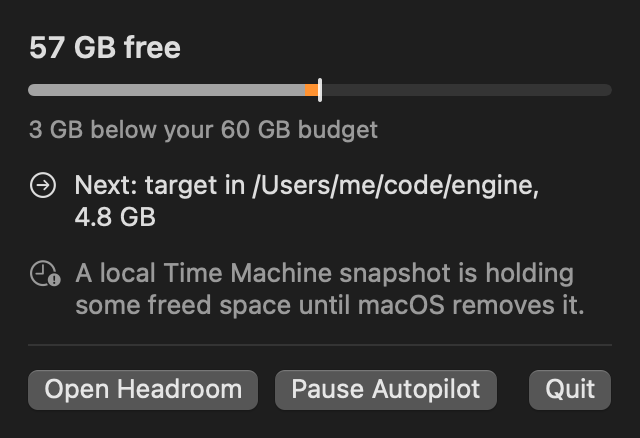 57 GB free
3 GB below your 60 GB budget
Next: target in /Users/me/code/engine,
4.8 GB
A local Time Machine snapshot is holding
some freed space until macOS removes it.
Open Headroom
Pause Autopilot
Quit